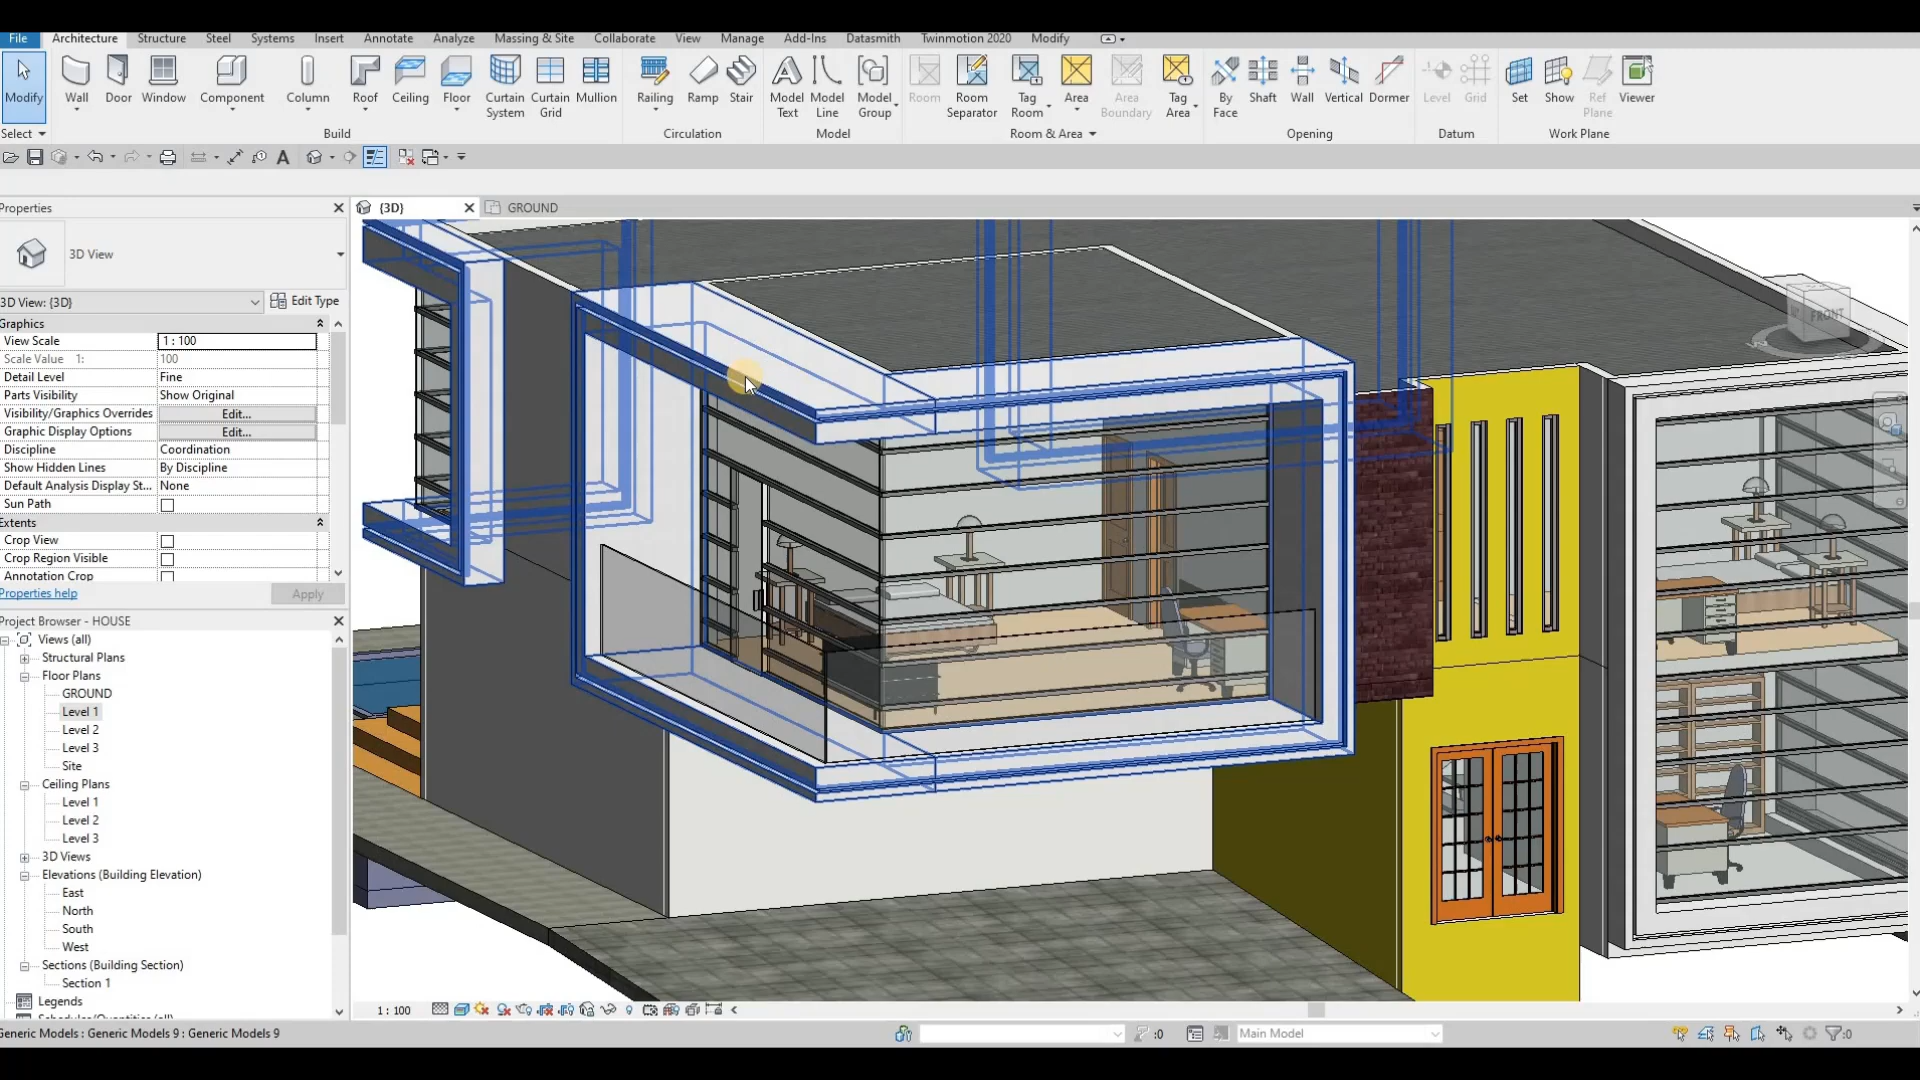 File Architecture Structure Steel Systems Insert Annotate Analyze Massing & Site Collaborate View Manage Add-Ins Datasmith Twinmotion 2020 Modify
Modify Wall Door Window Component Column Roof Ceiling Floor Curtain System Curtain Grid Mullion Railing Ramp Stair Model Text Model Line Model Group Room Room Separator Tag Room Area Area Boundary Tag Area By Face Shaft Wall Vertical Dormer Level Grid Set Show Ref Plane Viewer
Select Build Circulation Model Room & Area Opening Datum Work Plane
Properties
{3D} GROUND
3D View
3D View: {3D} Edit Type
Graphics
View Scale 1 : 100
Scale Value 1: 100
Detail Level Fine
Parts Visibility Show Original
Visibility/Graphics Overrides Edit...
Graphic Display Options Edit...
Discipline Coordination
Show Hidden Lines By Discipline
Default Analysis Display St... None
Sun Path
Extents
Crop View
Crop Region Visible
Annotation Crop
Properties help Apply
Project Browser - HOUSE
Views (all)
Structural Plans
Floor Plans
GROUND
Level 1
Level 2
Level 3
Site
Ceiling Plans
Level 1
Level 2
Level 3
3D Views
Elevations (Building Elevation)
East
North
South
West
Sections (Building Section)
Section 1
Legends
Schedules/Quantities (all)
FRONT
1 : 100
Generic Models : Generic Models 9 : Generic Models 9
:0
Main Model
:0